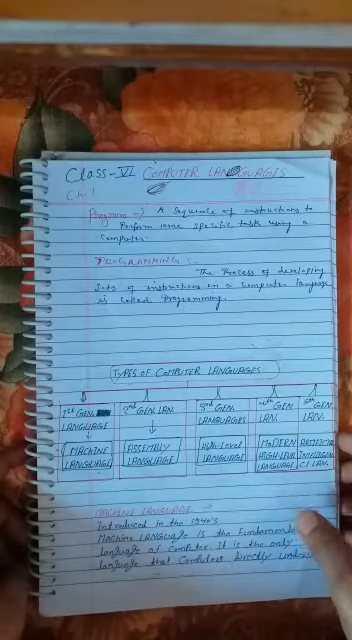 Class-VI COMPUTER LANGUAGES
Ch-1
Program -> A Sequence of instructions to
Perform some specific task using a
Computer.
PROGRAMMING :-
The Process of developing
Sets of instructions in a Computer language
is Called Programming.
TYPES OF COMPUTER LANGUAGES
1st GEN. 2nd GEN. LAN. 3rd GEN. 4th GEN 5th GEN
LANGUAGE LANGUAGES LAN. LAN.
MACHINE ASSEMBLY HIGH-LEVEL MODERN ARTIFICIAL
LANGUAGE LANGUAGE LANGUAGE HIGH-LEVEL INTELLIGEN
LANGUAGE CE LAN.
MACHINE LANGUAGE ->
Introduced in the 1940's.
Machine LANGUAGE is the Fundamen
language of Computer. It is the only
language that Computers directly unders